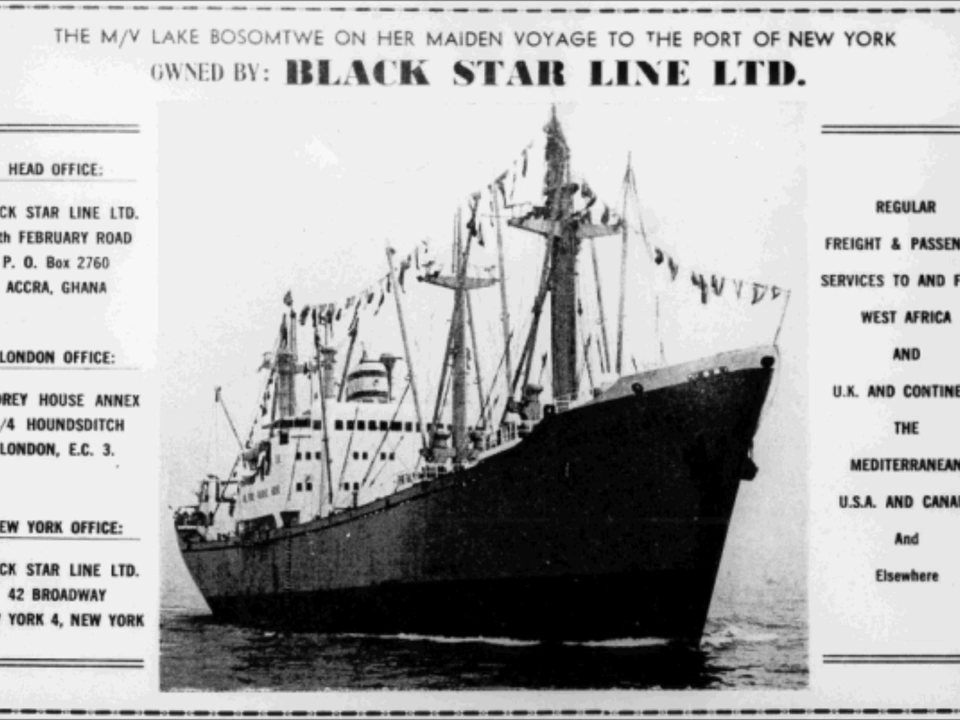 THE M/V LAKE BOSOMTWE ON HER MAIDEN VOYAGE TO THE PORT OF NEW YORK
OWNED BY: BLACK STAR LINE LTD.
HEAD OFFICE:
CK STAR LINE LTD.
th FEBRUARY ROAD
P. O. Box 2760
ACCRA, GHANA
LONDON OFFICE:
REY HOUSE ANNEX
/4 HOUNDSDITCH
LONDON, E.C. 3.
EW YORK OFFICE:
CK STAR LINE LTD.
42 BROADWAY
YORK 4, NEW YORK
REGULAR
FREIGHT & PASSEN
SERVICES TO AND F
WEST AFRICA
AND
U.K. AND CONTINE
THE
MEDITERRANEAN
U.S.A. AND CANA
And
Elsewhere